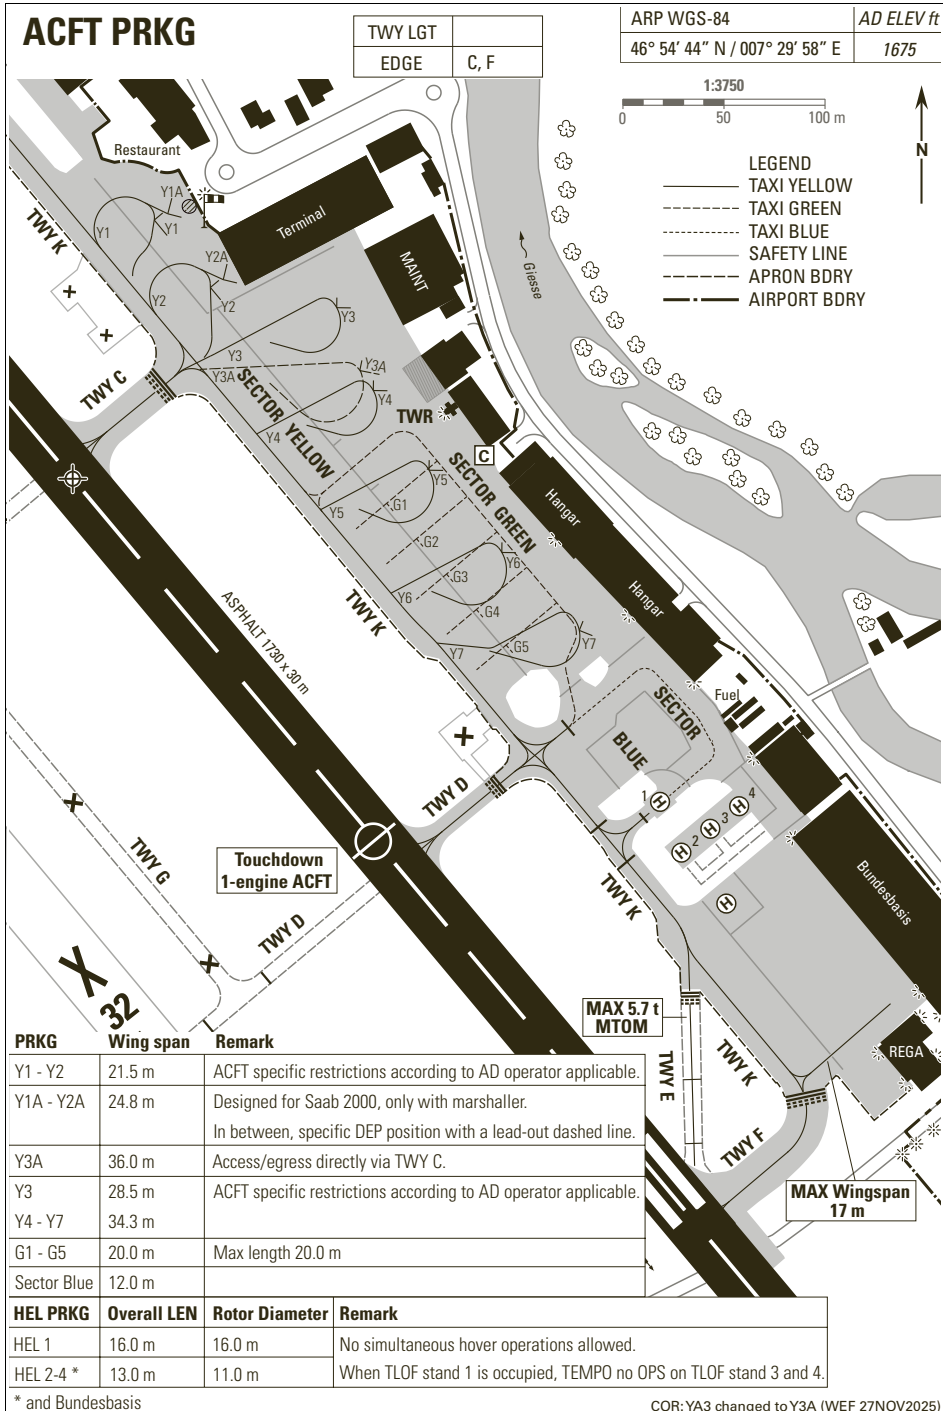 ACFT PRKG
TWY LGT
EDGE C, F
ARP WGS-84 AD ELEV ft
46° 54' 44" N / 007° 29' 58" E 1675
1:3750
0 50 100 m
N
LEGEND
TAXI YELLOW
TAXI GREEN
TAXI BLUE
SAFETY LINE
APRON BDRY
AIRPORT BDRY
Restaurant
Terminal
MAINT
Giesse
TWY K
Y1A
Y1
Y1
1
Y2A
Y2
Y2
Y3
Y3
Y3A
Y3A
Y4
Y4
TWY C
SECTOR YELLOW
TWR
C
SECTOR GREEN
Hangar
Hangar
Y5
Y5
G1
G2
G3
G4
G5
Y6
Y6
Y7
Y7
TWY K
ASPHALT 1730 x 30 m
SECTOR
BLUE
Fuel
1 H
H 2
H 3
H 4
H
TWY D
Touchdown
1-engine ACFT
TWY G
TWY D
TWY K
Bundesbasis
32
MAX 5.7 t
MTOM
TWY E
TWY K
REGA
TWY F
MAX Wingspan
17 m
PRKG Wing span Remark
Y1 - Y2 21.5 m ACFT specific restrictions according to AD operator applicable.
Y1A - Y2A 24.8 m Designed for Saab 2000, only with marshaller.
In between, specific DEP position with a lead-out dashed line.
Y3A 36.0 m Access/egress directly via TWY C.
Y3 28.5 m ACFT specific restrictions according to AD operator applicable.
Y4 - Y7 34.3 m
G1 - G5 20.0 m Max length 20.0 m
Sector Blue 12.0 m
HEL PRKG Overall LEN Rotor Diameter Remark
HEL 1 16.0 m 16.0 m No simultaneous hover operations allowed.
HEL 2-4 * 13.0 m 11.0 m When TLOF stand 1 is occupied, TEMPO no OPS on TLOF stand 3 and 4.
* and Bundesbasis
COR: YA3 changed to Y3A (WEF 27NOV2025)